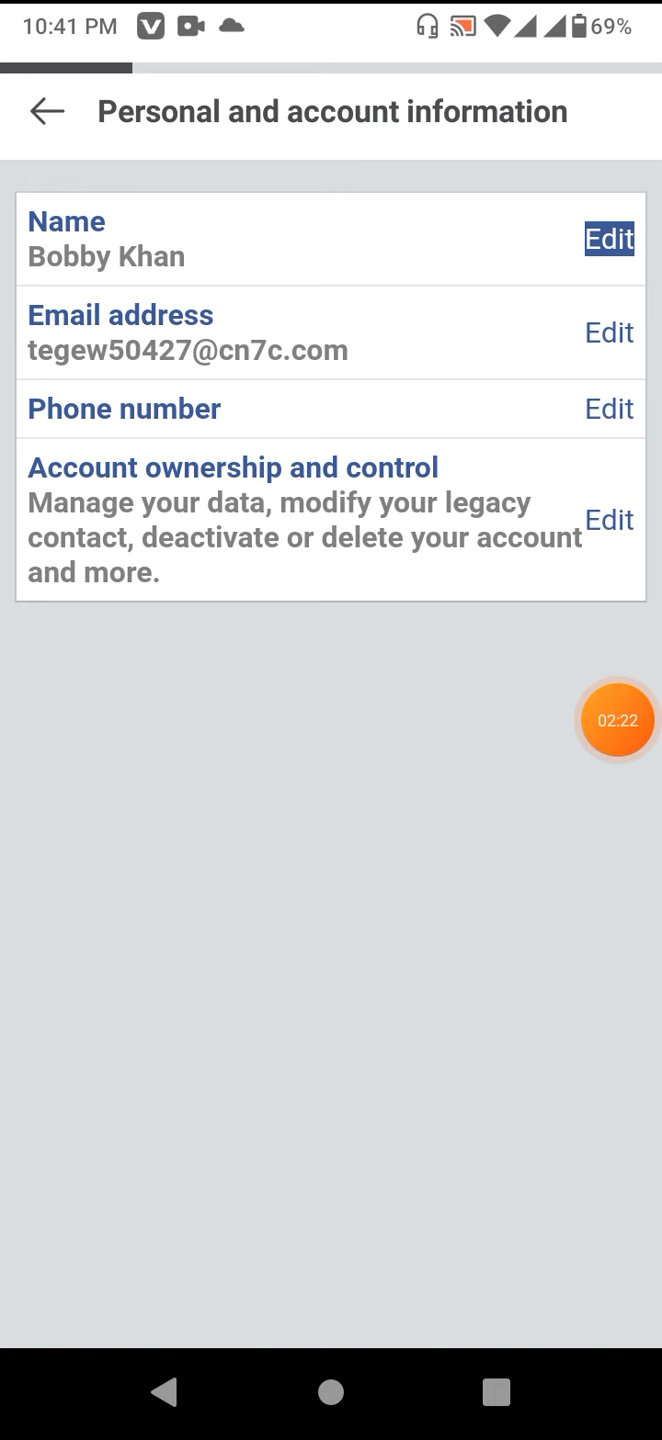 10:41 PM
69%
Personal and account information
Name
Bobby Khan
Edit
Email address
tegew50427@cn7c.com
Edit
Phone number
Edit
Account ownership and control
Manage your data, modify your legacy
contact, deactivate or delete your account
and more.
Edit
02:22